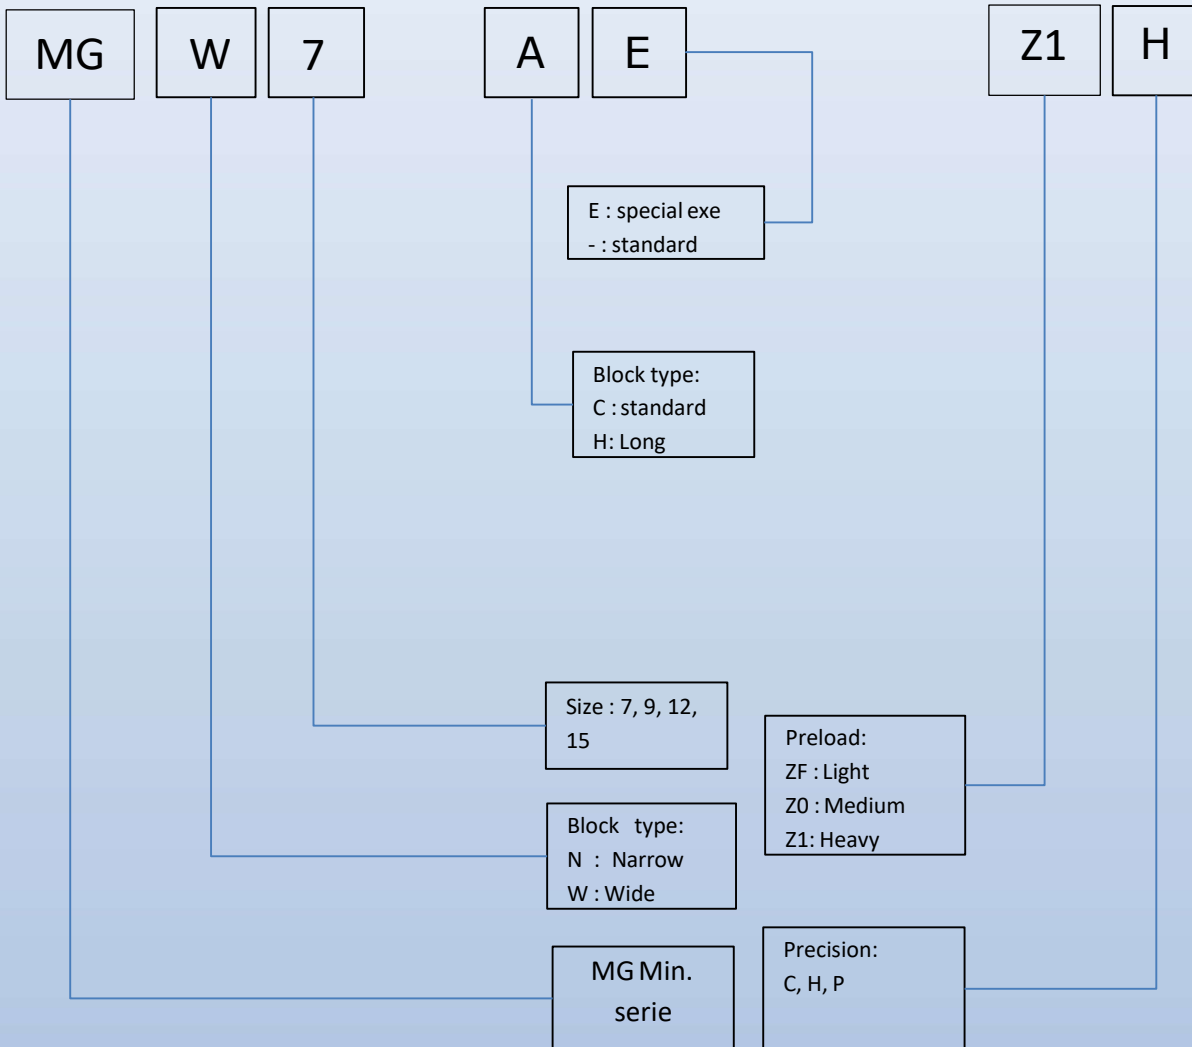 MG W 7 A E Z1 H
E : special exe
- : standard
Block type:
C : standard
H: Long
Size : 7, 9, 12,
15
Preload:
ZF : Light
Z0 : Medium
Z1: Heavy
Block type:
N : Narrow
W : Wide
MG Min.
serie
Precision:
C, H, P